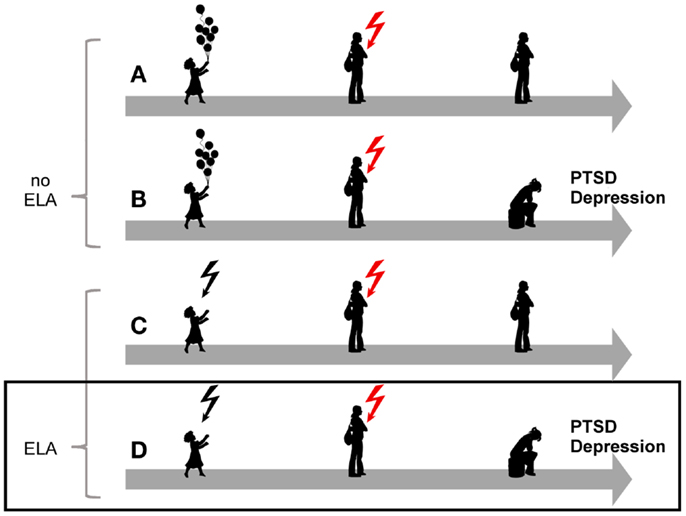 A
B
no
ELA
PTSD
Depression
C
D
ELA
PTSD
Depression